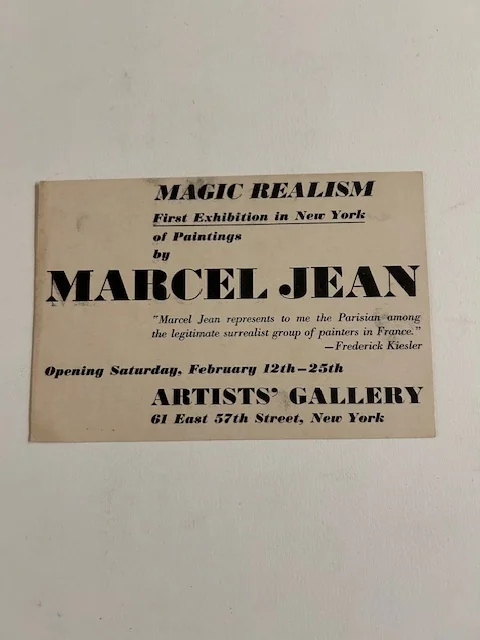 MAGIC REALISM
First Exhibition in New York
of Paintings
by
MARCEL JEAN
"Marcel Jean represents to me the Parisian among
the legitimate surrealist group of painters in France."
—Frederick Kiesler
Opening Saturday, February 12th–25th
ARTISTS' GALLERY
61 East 57th Street, New York